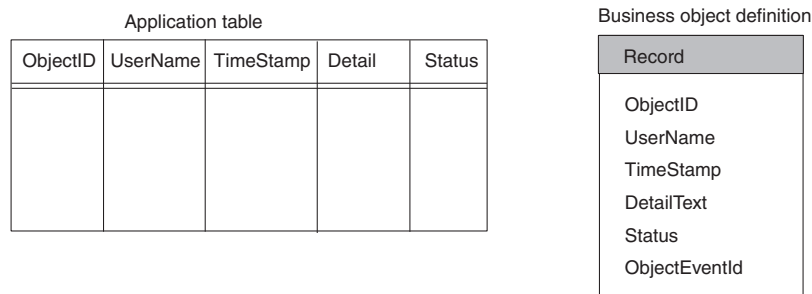 Application table
ObjectID UserName TimeStamp Detail Status
Business object definition
Record
ObjectID
UserName
TimeStamp
DetailText
Status
ObjectEventId